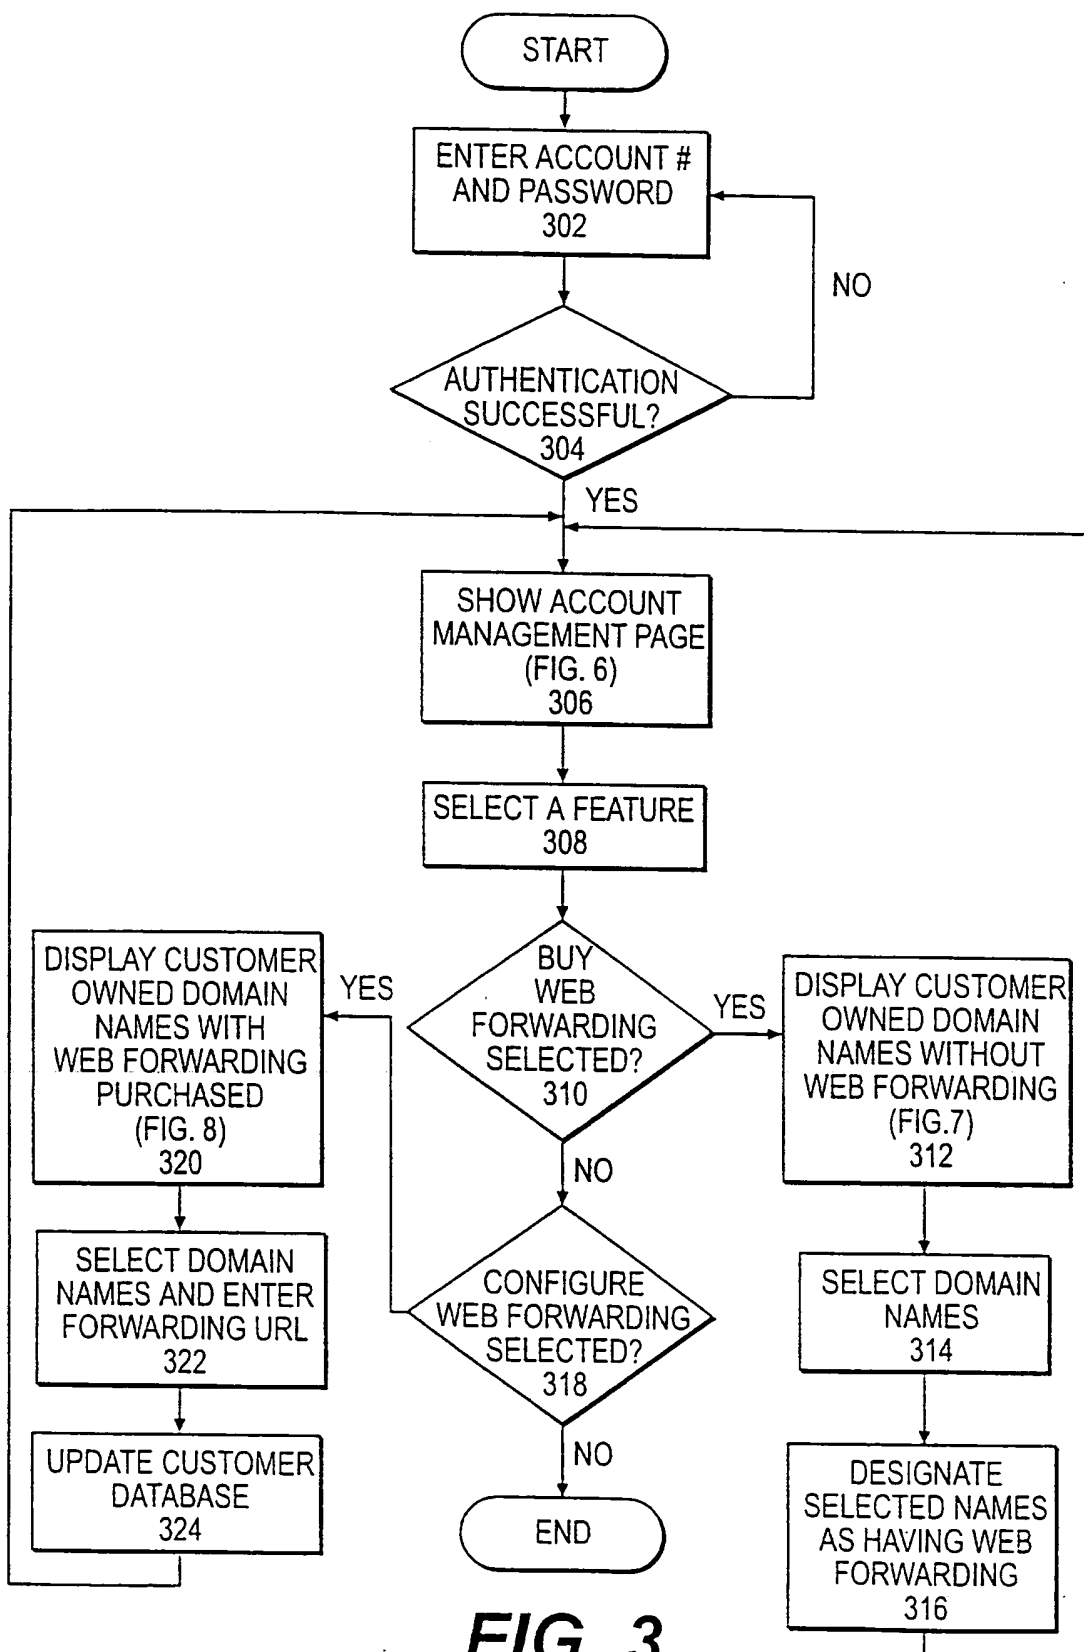 START
ENTER ACCOUNT #
AND PASSWORD
302
NO
AUTHENTICATION
SUCCESSFUL?
304
YES
SHOW ACCOUNT
MANAGEMENT PAGE
(FIG. 6)
306
SELECT A FEATURE
308
DISPLAY CUSTOMER
OWNED DOMAIN
NAMES WITH
WEB FORWARDING
PURCHASED
(FIG. 8)
320
YES
BUY
WEB
FORWARDING
SELECTED?
310
YES
DISPLAY CUSTOMER
OWNED DOMAIN
NAMES WITHOUT
WEB FORWARDING
(FIG.7)
312
NO
SELECT DOMAIN
NAMES AND ENTER
FORWARDING URL
322
CONFIGURE
WEB FORWARDING
SELECTED?
318
SELECT DOMAIN
NAMES
314
NO
UPDATE CUSTOMER
DATABASE
324
END
DESIGNATE
SELECTED NAMES
AS HAVING WEB
FORWARDING
316
FIG. 3